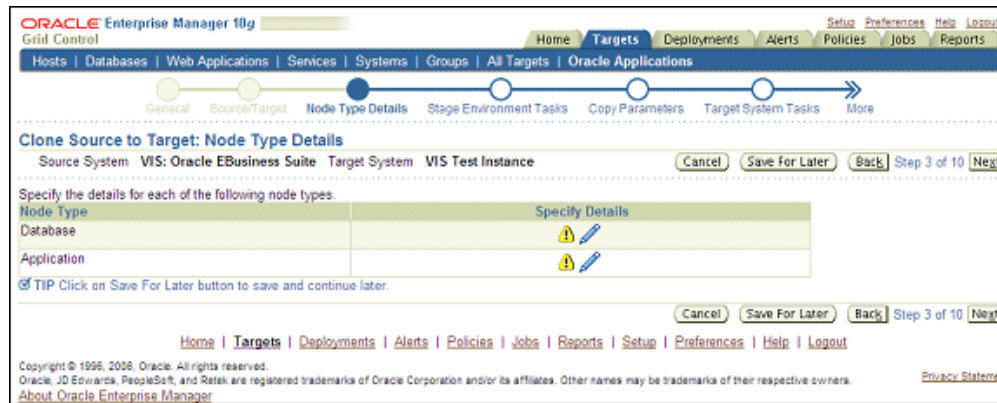 ORACLE Enterprise Manager 10g
Grid Control
Setup Preferences Help Logout
Home Targets Deployments Alerts Policies Jobs Reports
Hosts | Databases | Web Applications | Services | Systems | Groups | All Targets | Oracle Applications
General Source/Target Node Type Details Stage Environment Tasks Copy Parameters Target System Tasks More
Clone Source to Target: Node Type Details
Source System VIS: Oracle EBusiness Suite Target System VIS Test Instance
Cancel Save For Later Back Step 3 of 10 Nex
Specify the details for each of the following node types.
Node Type Specify Details
Database
Application
TIP Click on Save For Later button to save and continue later.
Cancel Save For Later Back Step 3 of 10 Nex
Home | Targets | Deployments | Alerts | Policies | Jobs | Reports | Setup | Preferences | Help | Logout
Copyright © 1996, 2006, Oracle. All rights reserved.
Oracle, JD Edwards, PeopleSoft, and Retek are registered trademarks of Oracle Corporation and/or its affiliates. Other names may be trademarks of their respective owners.
Privacy Stateme
About Oracle Enterprise Manager